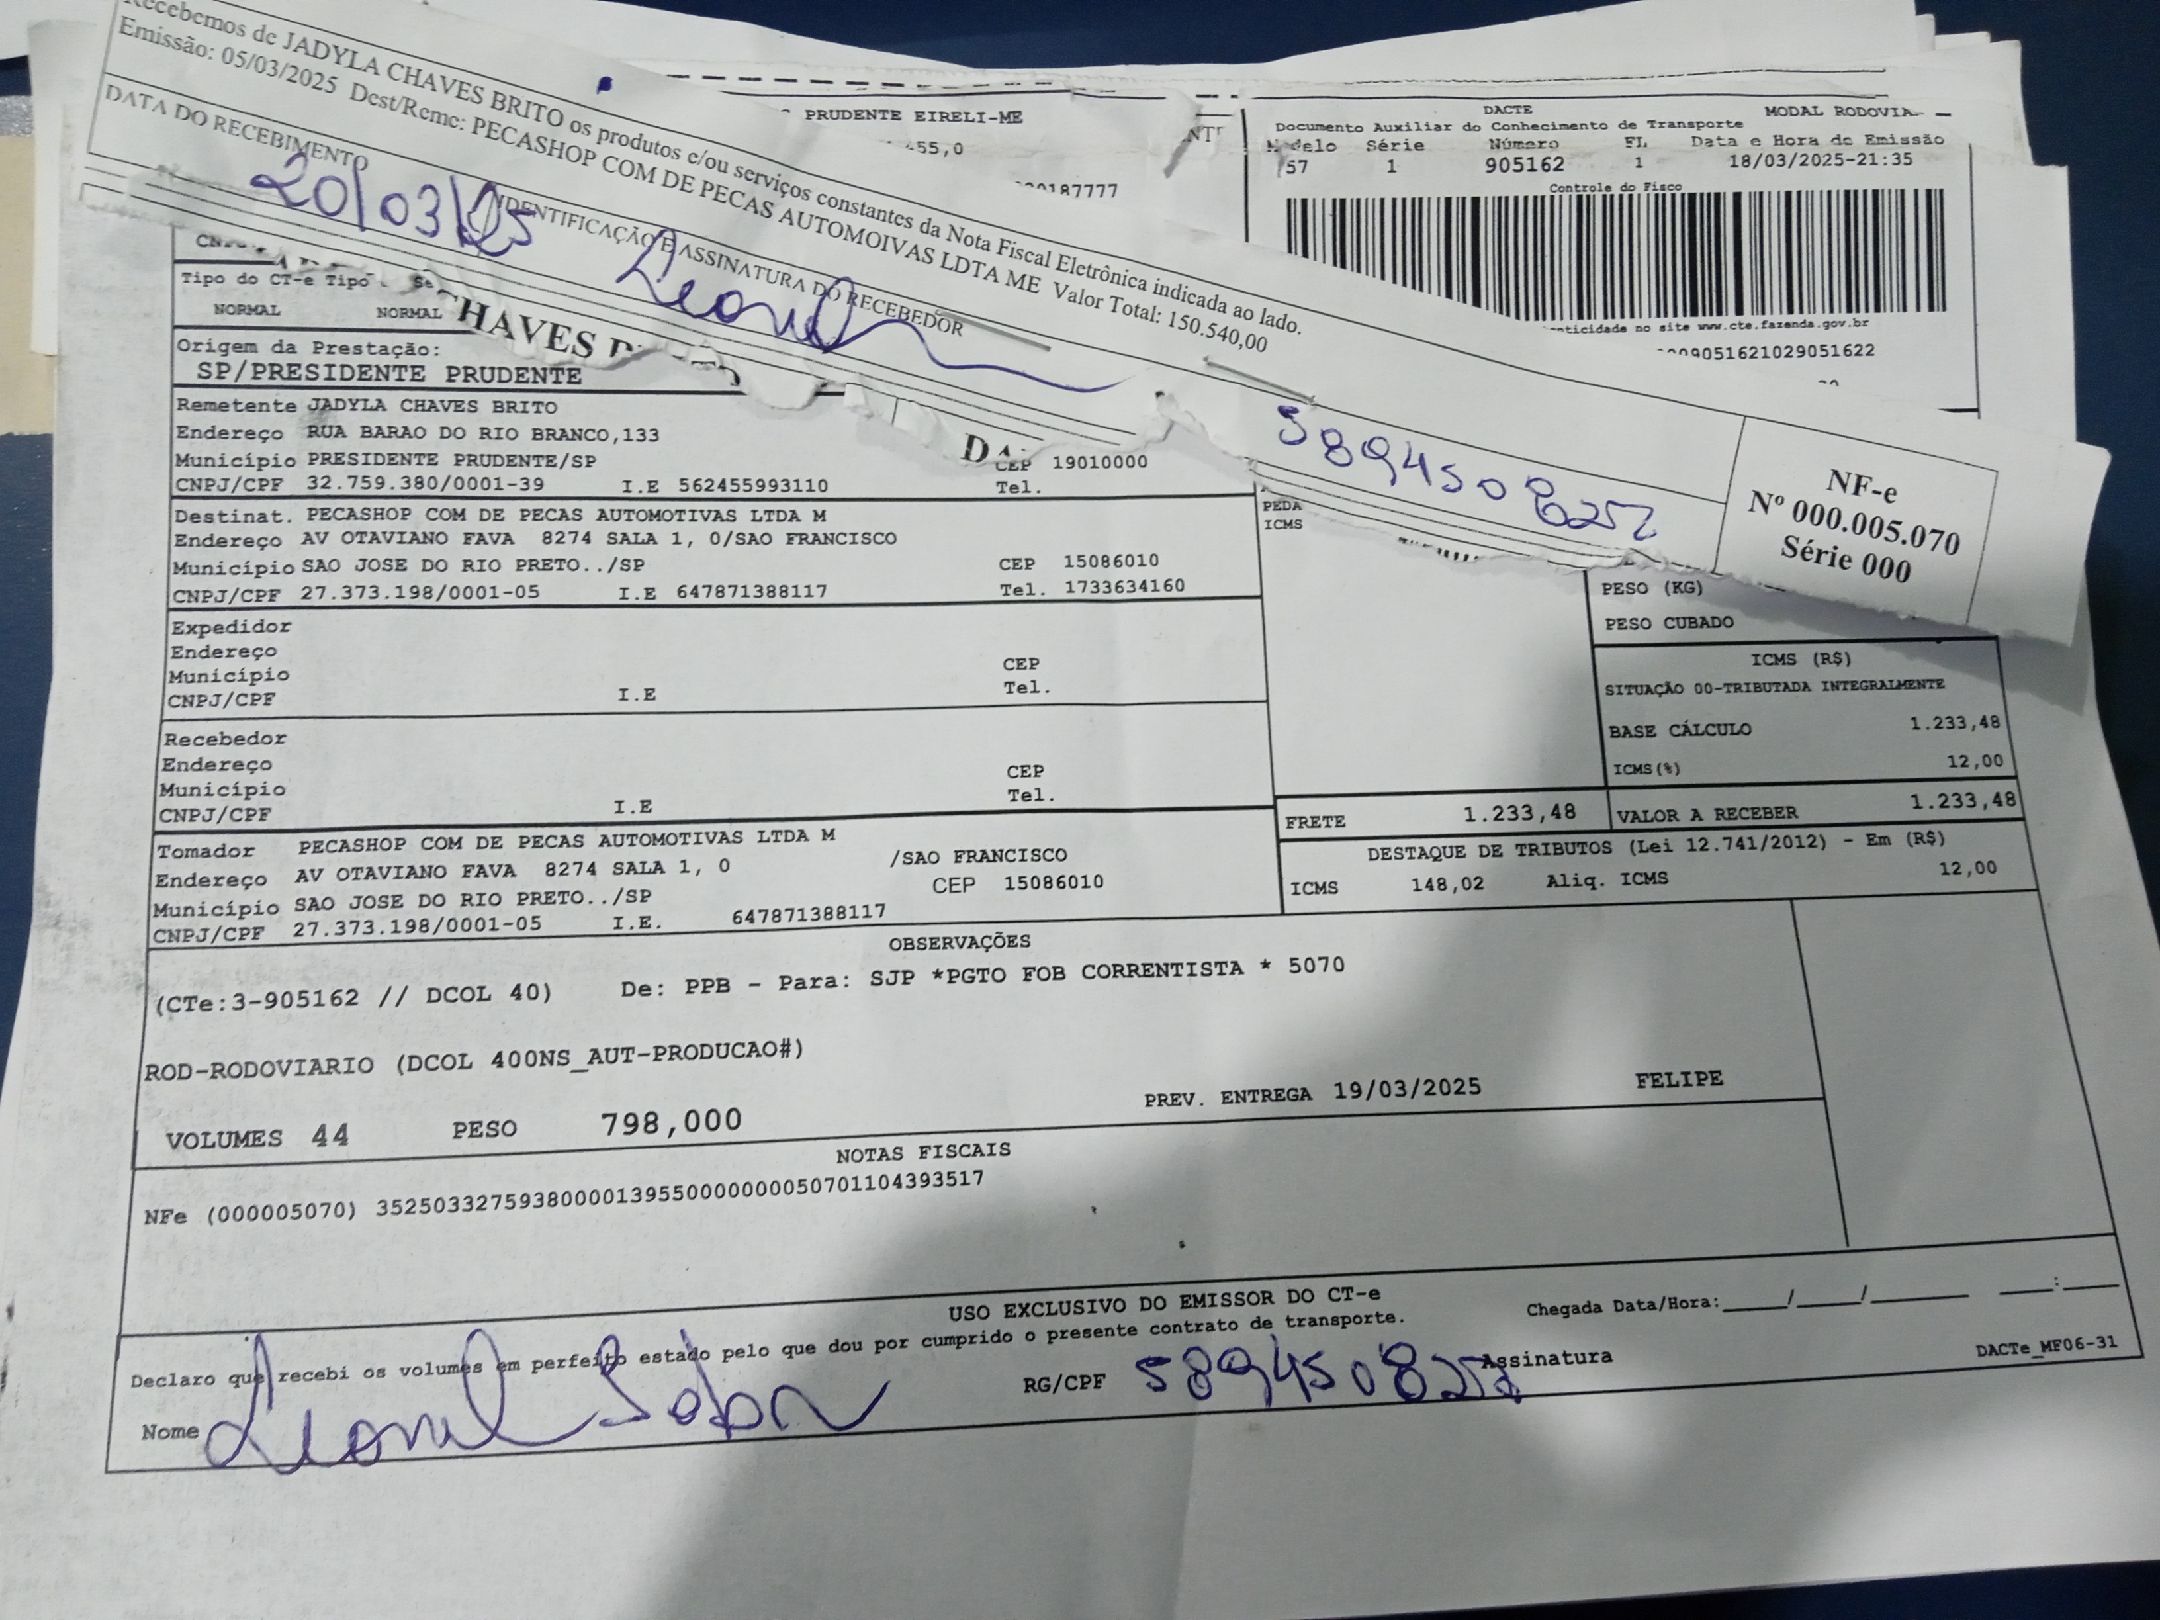 Recebemos de JADYLA CHAVES BRITO os produtos e/ou serviços constantes da Nota Fiscal Eletrônica indicada ao lado.
Emissão: 05/03/2025 Dest/Reme: PECASHOP COM DE PECAS AUTOMOIVAS LDTA ME Valor Total: 150.540,00
DATA DO RECEBIMENTO
20/03/25
IDENTIFICAÇÃO E ASSINATURA DO RECEBEDOR
5894508252
NF-e
Nº 000.005.070
Série 000
PRUDENTE EIRELI-ME
DACTE
MODAL RODOVIA
Documento Auxiliar do Conhecimento de Transporte
Modelo Série Número FL Data e Hora de Emissão
57 1 905162 1 18/03/2025-21:35
Controle do Fisco
www.cte.fazenda.gov.br
Tipo do CT-e Tipo
NORMAL NORMAL
CHAVES
Origem da Prestação:
SP/PRESIDENTE PRUDENTE
Remetente JADYLA CHAVES BRITO
Endereço RUA BARAO DO RIO BRANCO,133
Município PRESIDENTE PRUDENTE/SP CEP 19010000
CNPJ/CPF 32.759.380/0001-39 I.E 562455993110 Tel.
Destinat. PECASHOP COM DE PECAS AUTOMOTIVAS LTDA M
Endereço AV OTAVIANO FAVA 8274 SALA 1, 0/SAO FRANCISCO
Município SAO JOSE DO RIO PRETO../SP CEP 15086010
CNPJ/CPF 27.373.198/0001-05 I.E 647871388117 Tel. 1733634160
Expedidor
Endereço
Município CEP
CNPJ/CPF I.E Tel.
Recebedor
Endereço
Município CEP
CNPJ/CPF I.E Tel.
Tomador PECASHOP COM DE PECAS AUTOMOTIVAS LTDA M
Endereço AV OTAVIANO FAVA 8274 SALA 1, 0 /SAO FRANCISCO
Município SAO JOSE DO RIO PRETO../SP CEP 15086010
CNPJ/CPF 27.373.198/0001-05 I.E. 647871388117
PEDA
ICMS
PESO (KG)
PESO CUBADO
ICMS (R$)
SITUAÇÃO 00-TRIBUTADA INTEGRALMENTE
BASE CÁLCULO 1.233,48
ICMS(%) 12,00
FRETE 1.233,48 VALOR A RECEBER 1.233,48
DESTAQUE DE TRIBUTOS (Lei 12.741/2012) - Em (R$)
ICMS 148,02 Aliq. ICMS 12,00
OBSERVAÇÕES
(CTe:3-905162 // DCOL 40) De: PPB - Para: SJP *PGTO FOB CORRENTISTA * 5070
ROD-RODOVIARIO (DCOL 400NS_AUT-PRODUCAO#)
VOLUMES 44 PESO 798,000 PREV. ENTREGA 19/03/2025 FELIPE
NOTAS FISCAIS
NFe (000005070) 35250332759380000139550000000050701104393517
USO EXCLUSIVO DO EMISSOR DO CT-e
Declaro que recebi os volumes em perfeito estado pelo que dou por cumprido o presente contrato de transporte.
Chegada Data/Hora:_____/_____/________ ____:____
Nome
RG/CPF 5894508252 Assinatura
DACTe_MF06-31